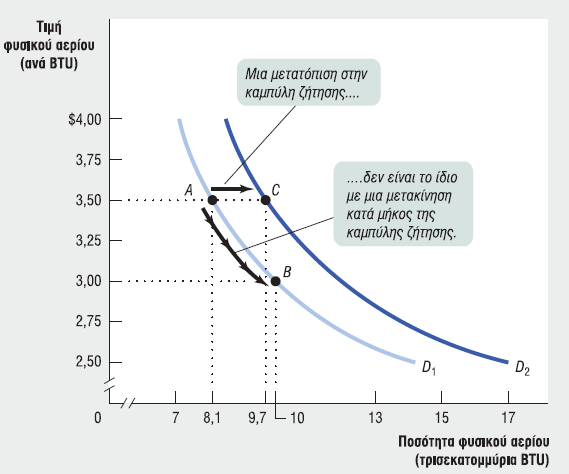 Τιμή
φυσικού αερίου
(ανά BTU)
Μια μετατόπιση στην
καμπύλη ζήτησης....
$4,00
3,75
....δεν είναι το ίδιο
με μια μετακίνηση
κατά μήκος της
καμπύλης ζήτησης.
A
C
3,50
3,25
B
3,00
2,75
2,50
D1
D2
0
7
8,1
9,7
10
13
15
17
Ποσότητα φυσικού αερίου
(τρισεκατομμύρια BTU)